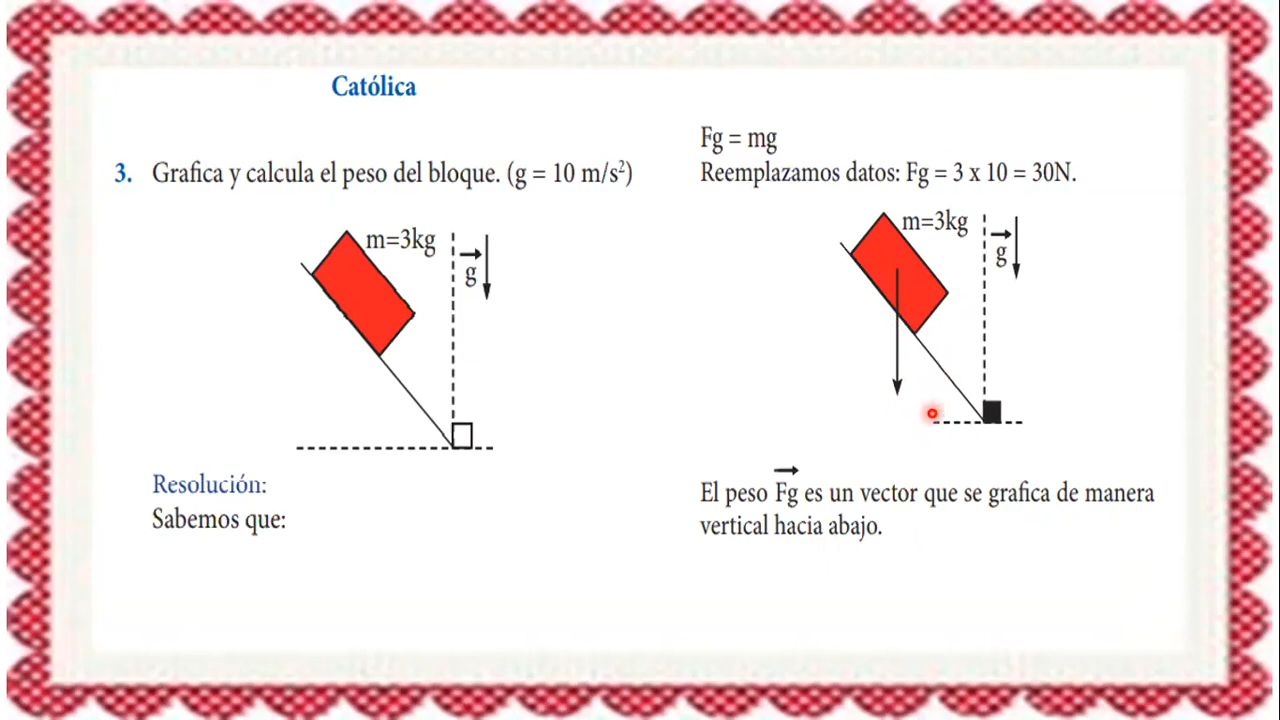 Católica
3. Grafica y calcula el peso del bloque. (g = 10 m/s²)
m=3kg
g
Resolución:
Sabemos que:
Fg = mg
Reemplazamos datos: Fg = 3 x 10 = 30N.
m=3kg
g
El peso Fg es un vector que se grafica de manera
vertical hacia abajo.